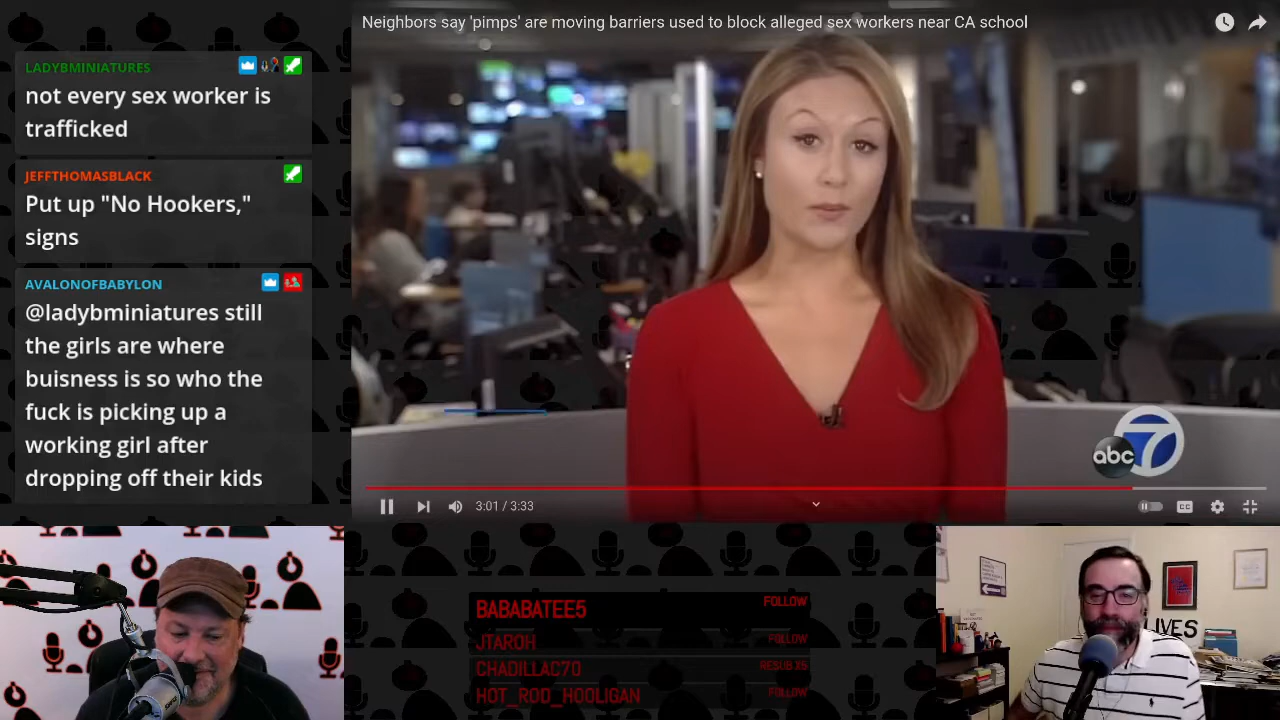 Neighbors say 'pimps' are moving barriers used to block alleged sex workers near CA school
LADYBMINIATURES
not every sex worker is
trafficked
JEFFTHOMASBLACK
Put up "No Hookers,"
signs
AVALONOFBABYLON
@ladybminiatures still
the girls are where
buisness is so who the
fuck is picking up a
working girl after
dropping off their kids
abc 7
3:01 / 3:33
CC
BABABATEE5 FOLLOW
JTAROH FOLLOW
CHADILLAC70 RESUB X5
HOT_ROD_HOOLIGAN FOLLOW
LIVES